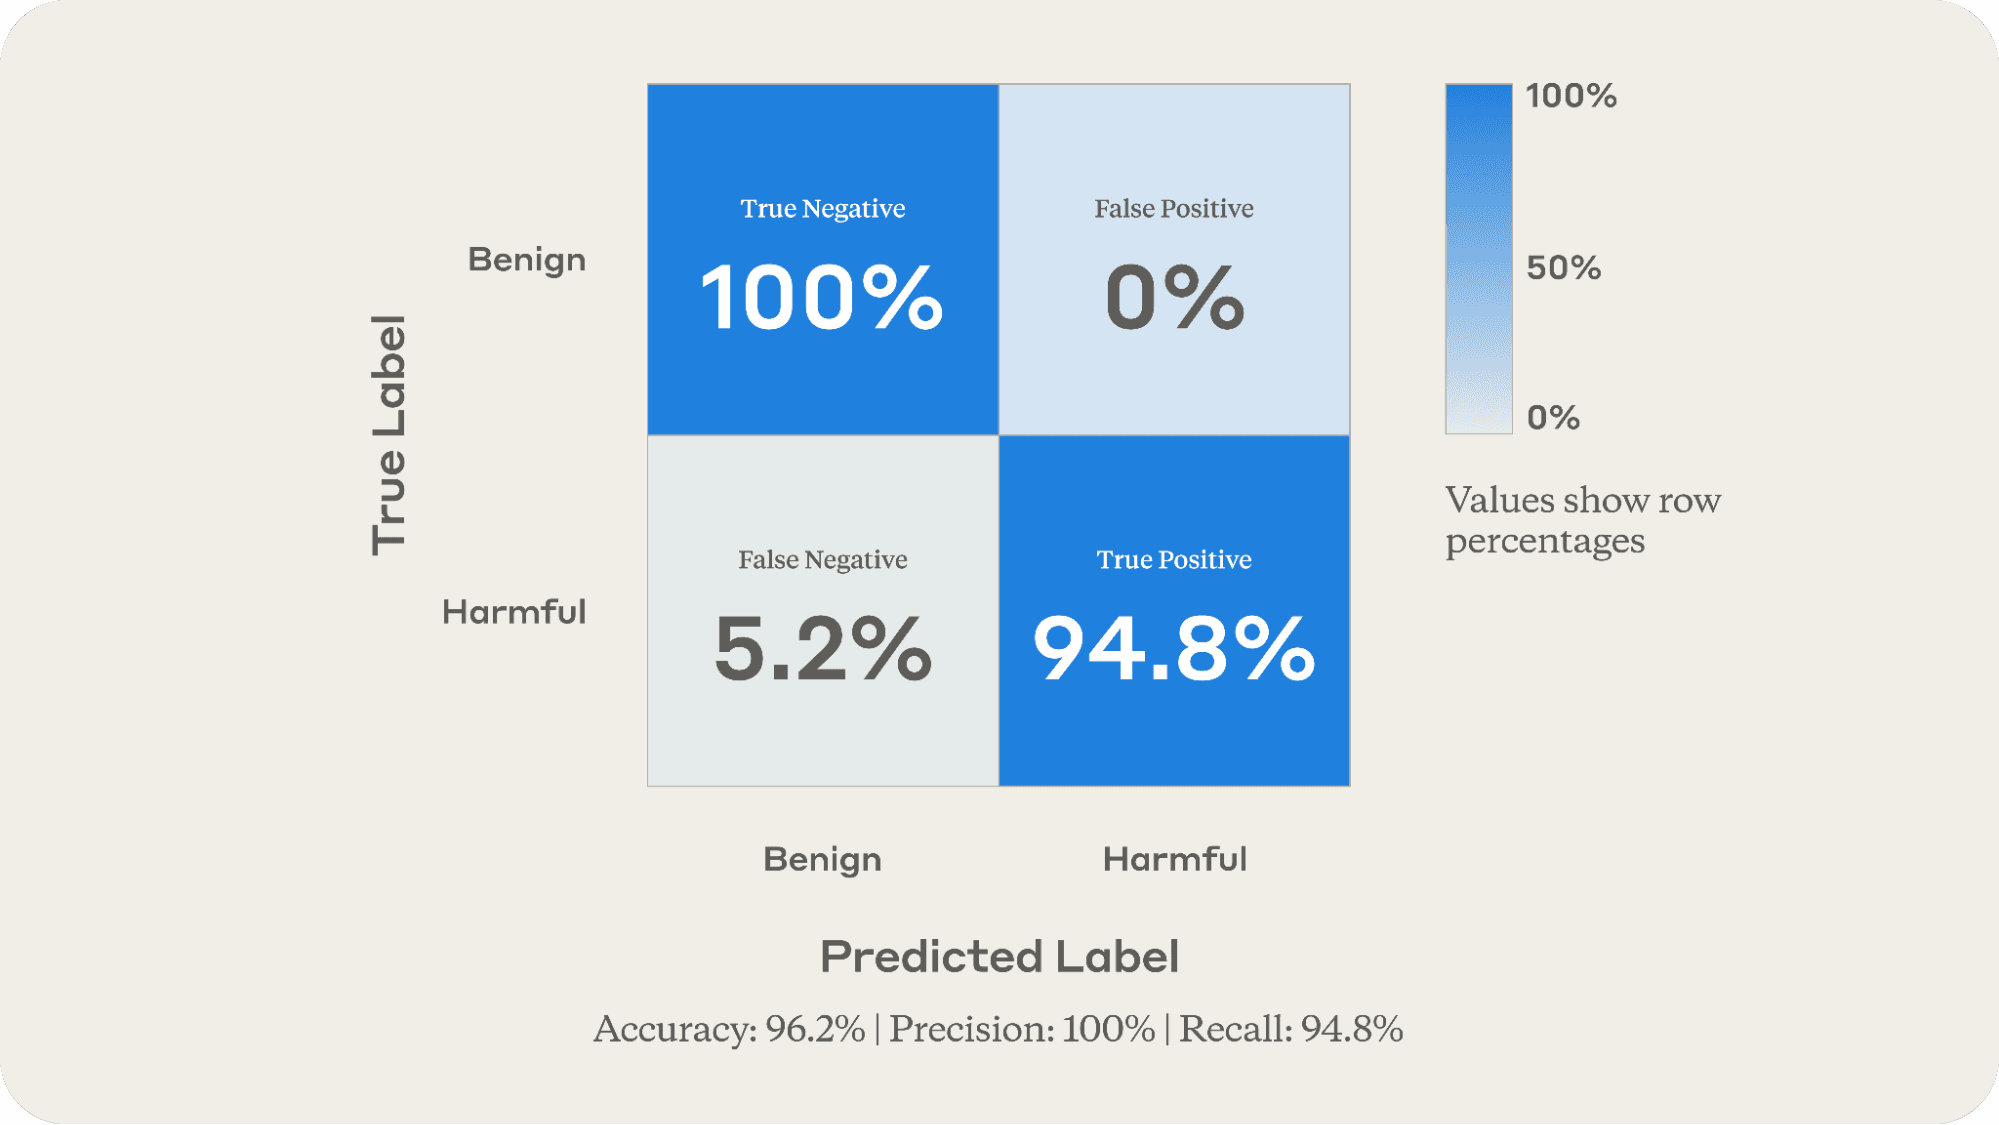 True Label
Benign
Harmful
True Negative
100%
False Positive
0%
False Negative
5.2%
True Positive
94.8%
Benign
Harmful
Predicted Label
Accuracy: 96.2% | Precision: 100% | Recall: 94.8%
100%
50%
0%
Values show row
percentages